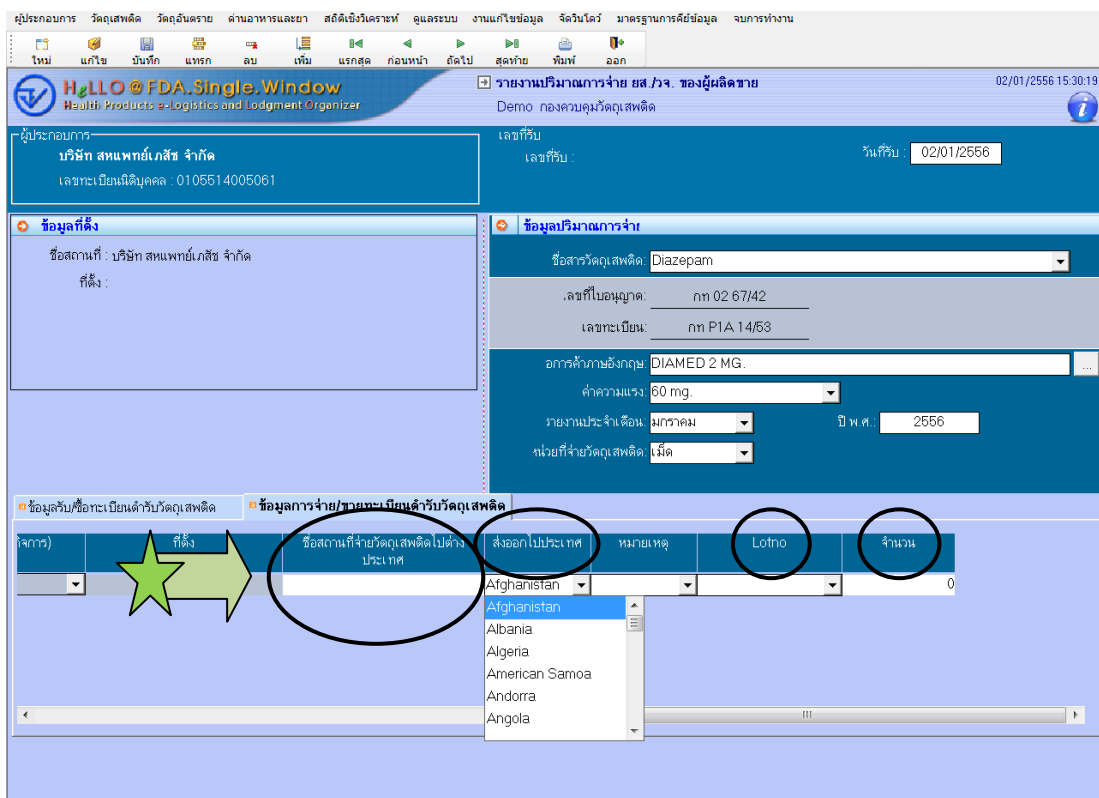 ผู้ประกอบการ วัตถุเสพติด วัตถุอันตราย ด่านอาหารและยา สถิติเชิงวิเคราะห์ ดูแลระบบ งานแก้ไขข้อมูล จัดวินโดว์ มาตรฐานการคีย์ข้อมูล จบการทำงาน
ใหม่ แก้ไข บันทึก แทรก ลบ เพิ่ม แรกสุด ก่อนหน้า ถัดไป สุดท้าย พิมพ์ ออก
HeLLO @ FDA.Single.Window
Health Products e-Logistics and Lodgment Organizer
รายงานปริมาณการจ่าย ยส./วจ. ของผู้ผลิตขาย
02/01/2556 15:30:19
Demo กองควบคุมวัตถุเสพติด
ผู้ประกอบการ
บริษัท สหแพทย์เภสัช จำกัด
เลขทะเบียนนิติบุคคล : 0105514005061
เลขที่รับ
เลขที่รับ :
วันที่รับ : 02/01/2556
ข้อมูลที่ตั้ง
ชื่อสถานที่ : บริษัท สหแพทย์เภสัช จำกัด
ที่ตั้ง :
ข้อมูลปริมาณการจ่าย
ชื่อสารวัตถุเสพติด: Diazepam
เลขที่ใบอนุญาต: กท 02 67/42
เลขทะเบียน: กท P1A 14/53
อการค้าภาษอังกฤษ: DIAMED 2 MG. ...
ค่าความแรง: 60 mg.
รายงานประจำเดือน: มกราคม ปี พ.ศ.: 2556
หน่วยที่จ่ายวัตถุเสพติด: เม็ด
ข้อมูลรับ/ซื้อทะเบียนตำรับวัตถุเสพติด ข้อมูลการจ่าย/ขายทะเบียนตำรับวัตถุเสพติด
กิจการ) ที่ตั้ง ชื่อสถานที่จ่ายวัตถุเสพติดไปต่างประเทศ ส่งออกไปประเทศ หมายเหตุ Lotno จำนวน
Afghanistan 0
Afghanistan
Albania
Algeria
American Samoa
Andorra
Angola